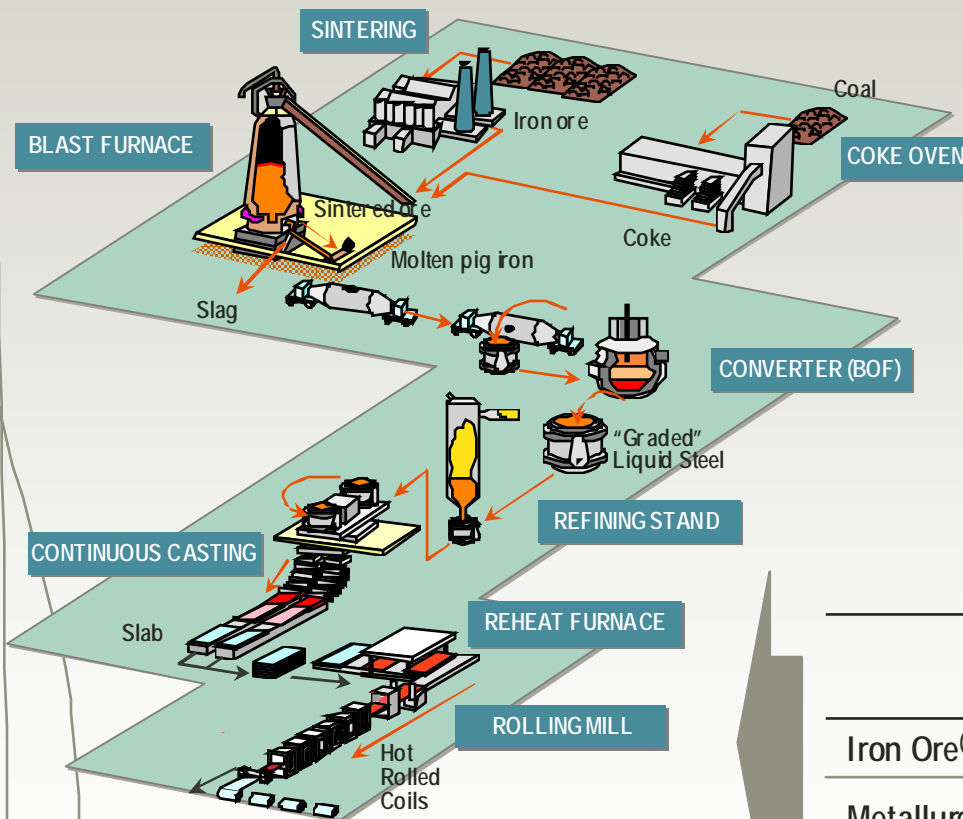 SINTERING
Coal
Iron ore
BLAST FURNACE
COKE OVEN
Sintered ore
Coke
Molten pig iron
Slag
CONVERTER (BOF)
"Graded"
Liquid Steel
REFINING STAND
CONTINUOUS CASTING
REHEAT FURNACE
Slab
ROLLING MILL
Hot
Rolled
Coils
Iron Ore